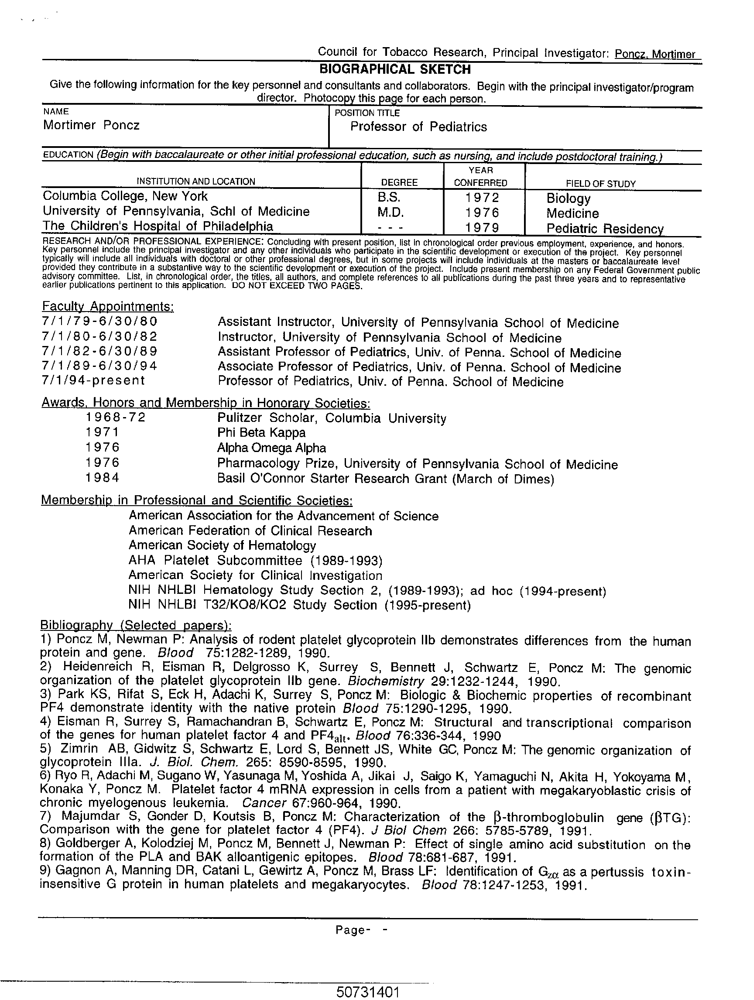 Council for Tobacco Research, Principal Investigator: Poncz, Mortimer
BIOGRAPHICAL SKETCH
Give the following information for the key personnel and consultants and collaborators. Begin with the principal investigator/program
director. Photocopy this page for each person.
NAME
POSITION TITLE
Mortimer Poncz
Professor of Pediatrics
EDUCATION (Begin with baccalaureate or other initial professional education, such as nursing, and include postdoctoral training.)
INSTITUTION AND LOCATION
DEGREE
YEAR
CONFERRED
FIELD OF STUDY
Columbia College, New York B.S. 1972 Biology
University of Pennsylvania, Schl of Medicine M.D. 1976 Medicine
The Children's Hospital of Philadelphia - - - 1979 Pediatric Residency
RESEARCH AND/OR PROFESSIONAL EXPERIENCE: Concluding with present position, list in chronological order previous employment, experience, and honors.
Key personnel include the principal investigator and any other individuals who participate in the scientific development or execution of the project. Key personnel
typically will include all individuals with doctoral or other professional degrees, but in some projects will include individuals at the masters or baccalaureate level
provided they contribute in a substantive way to the scientific development or execution of the project. Include present membership on any Federal Government public
advisory committee. List, in chronological order, the titles, all authors, and complete references to all publications during the past three years and to representative
earlier publications pertinent to this application. DO NOT EXCEED TWO PAGES.
Faculty Appointments:
7/1/79-6/30/80 Assistant Instructor, University of Pennsylvania School of Medicine
7/1/80-6/30/82 Instructor, University of Pennsylvania School of Medicine
7/1/82-6/30/89 Assistant Professor of Pediatrics, Univ. of Penna. School of Medicine
7/1/89-6/30/94 Associate Professor of Pediatrics, Univ. of Penna. School of Medicine
7/1/94-present Professor of Pediatrics, Univ. of Penna. School of Medicine
Awards, Honors and Membership in Honorary Societies:
1968-72 Pulitzer Scholar, Columbia University
1971 Phi Beta Kappa
1976 Alpha Omega Alpha
1976 Pharmacology Prize, University of Pennsylvania School of Medicine
1984 Basil O'Connor Starter Research Grant (March of Dimes)
Membership in Professional and Scientific Societies:
American Association for the Advancement of Science
American Federation of Clinical Research
American Society of Hematology
AHA Platelet Subcommittee (1989-1993)
American Society for Clinical Investigation
NIH NHLBI Hematology Study Section 2, (1989-1993); ad hoc (1994-present)
NIH NHLBI T32/KO8/KO2 Study Section (1995-present)
Bibliography (Selected papers):
1) Poncz M, Newman P: Analysis of rodent platelet glycoprotein IIb demonstrates differences from the human
protein and gene. Blood 75:1282-1289, 1990.
2) Heidenreich R, Eisman R, Delgrosso K, Surrey S, Bennett J, Schwartz E, Poncz M: The genomic
organization of the platelet glycoprotein IIb gene. Biochemistry 29:1232-1244, 1990.
3) Park KS, Rifat S, Eck H, Adachi K, Surrey S, Poncz M: Biologic & Biochemic properties of recombinant
PF4 demonstrate identity with the native protein Blood 75:1290-1295, 1990.
4) Eisman R, Surrey S, Ramachandran B, Schwartz E, Poncz M: Structural and transcriptional comparison
of the genes for human platelet factor 4 and PF4alt. Blood 76:336-344, 1990
5) Zimrin AB, Gidwitz S, Schwartz E, Lord S, Bennett JS, White GC, Poncz M: The genomic organization of
glycoprotein IIIa. J. Biol. Chem. 265: 8590-8595, 1990.
6) Ryo R, Adachi M, Sugano W, Yasunaga M, Yoshida A, Jikai J, Saigo K, Yamaguchi N, Akita H, Yokoyama M,
Konaka Y, Poncz M. Platelet factor 4 mRNA expression in cells from a patient with megakaryoblastic crisis of
chronic myelogenous leukemia. Cancer 67:960-964, 1990.
7) Majumdar S, Gonder D, Koutsis B, Poncz M: Characterization of the β-thromboglobulin gene (βTG):
Comparison with the gene for platelet factor 4 (PF4). J Biol Chem 266: 5785-5789, 1991.
8) Goldberger A, Kolodziej M, Poncz M, Bennett J, Newman P: Effect of single amino acid substitution on the
formation of the PLA and BAK alloantigenic epitopes. Blood 78:681-687, 1991.
9) Gagnon A, Manning DR, Catani L, Gewirtz A, Poncz M, Brass LF: Identification of Gzα as a pertussis toxin-
insensitive G protein in human platelets and megakaryocytes. Blood 78:1247-1253, 1991.
Page- -
50731401